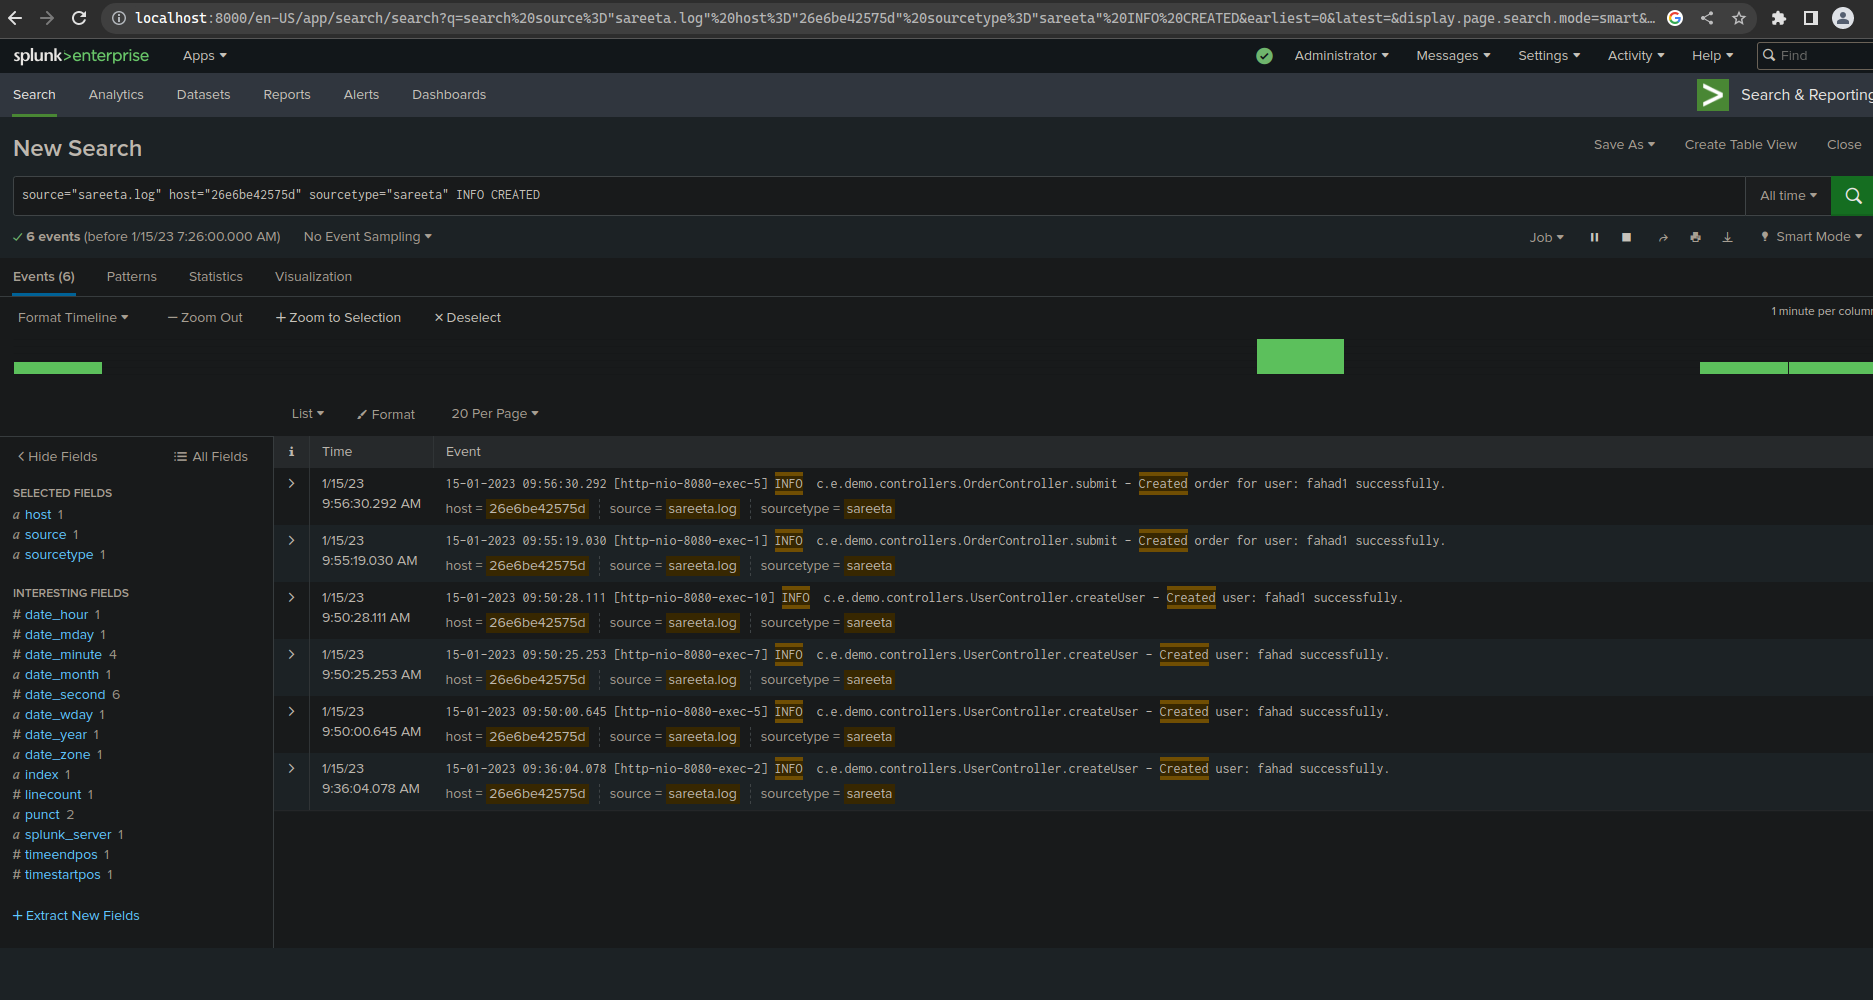 localhost:8000/en-US/app/search/search?q=search%20source%3D"sareeta.log"%20host%3D"26e6be42575d"%20sourcetype%3D"sareeta"%20INFO%20CREATED&earliest=0&latest=&display.page.search.mode=smart&...
splunk>enterprise Apps Administrator Messages Settings Activity Help Find
Search Analytics Datasets Reports Alerts Dashboards Search & Reporting
New Search Save As Create Table View Close
source="sareeta.log" host="26e6be42575d" sourcetype="sareeta" INFO CREATED All time
6 events (before 1/15/23 7:26:00.000 AM) No Event Sampling Job Smart Mode
Events (6) Patterns Statistics Visualization
Format Timeline — Zoom Out + Zoom to Selection × Deselect 1 minute per column
List Format 20 Per Page
< Hide Fields All Fields i Time Event
SELECTED FIELDS
a host 1
a source 1
a sourcetype 1
INTERESTING FIELDS
# date_hour 1
# date_mday 1
# date_minute 4
a date_month 1
# date_second 6
a date_wday 1
# date_year 1
a date_zone 1
a index 1
# linecount 1
a punct 2
a splunk_server 1
# timeendpos 1
# timestartpos 1
+ Extract New Fields
> 1/15/23 15-01-2023 09:56:30.292 [http-nio-8080-exec-5] INFO c.e.demo.controllers.OrderController.submit - Created order for user: fahad1 successfully.
9:56:30.292 AM host = 26e6be42575d source = sareeta.log sourcetype = sareeta
> 1/15/23 15-01-2023 09:55:19.030 [http-nio-8080-exec-1] INFO c.e.demo.controllers.OrderController.submit - Created order for user: fahad1 successfully.
9:55:19.030 AM host = 26e6be42575d source = sareeta.log sourcetype = sareeta
> 1/15/23 15-01-2023 09:50:28.111 [http-nio-8080-exec-10] INFO c.e.demo.controllers.UserController.createUser - Created user: fahad1 successfully.
9:50:28.111 AM host = 26e6be42575d source = sareeta.log sourcetype = sareeta
> 1/15/23 15-01-2023 09:50:25.253 [http-nio-8080-exec-7] INFO c.e.demo.controllers.UserController.createUser - Created user: fahad successfully.
9:50:25.253 AM host = 26e6be42575d source = sareeta.log sourcetype = sareeta
> 1/15/23 15-01-2023 09:50:00.645 [http-nio-8080-exec-5] INFO c.e.demo.controllers.UserController.createUser - Created user: fahad successfully.
9:50:00.645 AM host = 26e6be42575d source = sareeta.log sourcetype = sareeta
> 1/15/23 15-01-2023 09:36:04.078 [http-nio-8080-exec-2] INFO c.e.demo.controllers.UserController.createUser - Created user: fahad successfully.
9:36:04.078 AM host = 26e6be42575d source = sareeta.log sourcetype = sareeta